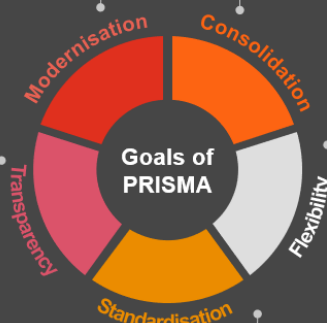 Modernisation
Consolidation
Goals of
PRISMA
Transparency
Flexibility
Standardisation